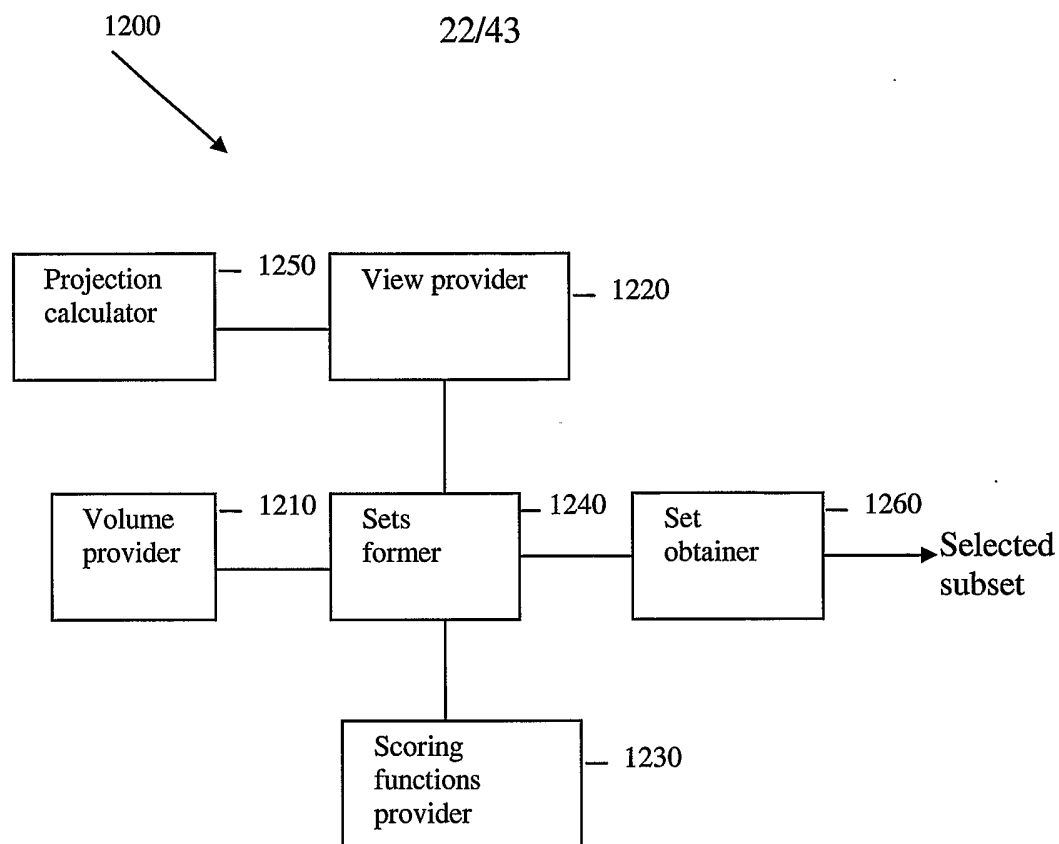 1200
22/43
Projection
calculator
1250
View provider
1220
Volume
provider
1210
Sets
former
1240
Set
obtainer
1260
Selected
subset
Scoring
functions
provider
1230